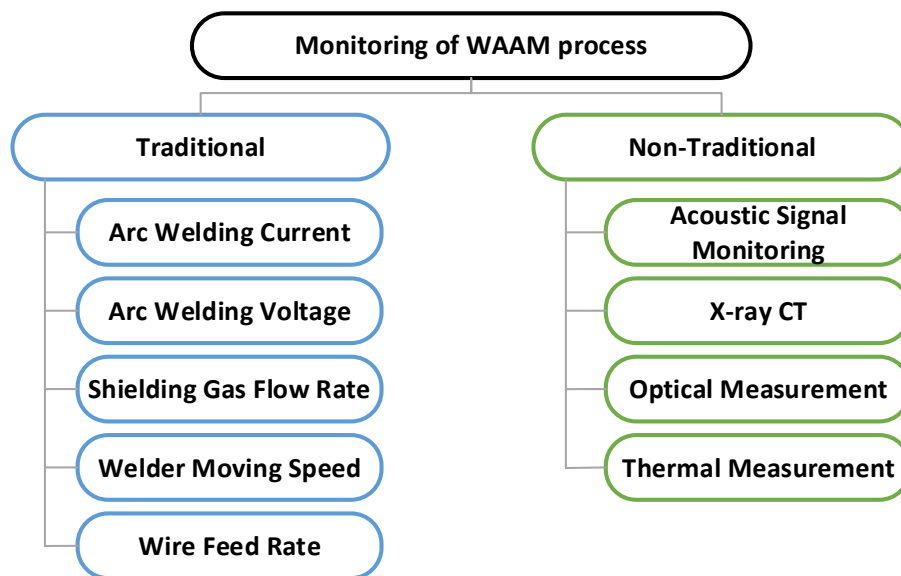 Monitoring of WAAM process
Traditional
Arc Welding Current
Arc Welding Voltage
Shielding Gas Flow Rate
Welder Moving Speed
Wire Feed Rate
Non-Traditional
Acoustic Signal
Monitoring
X-ray CT
Optical Measurement
Thermal Measurement